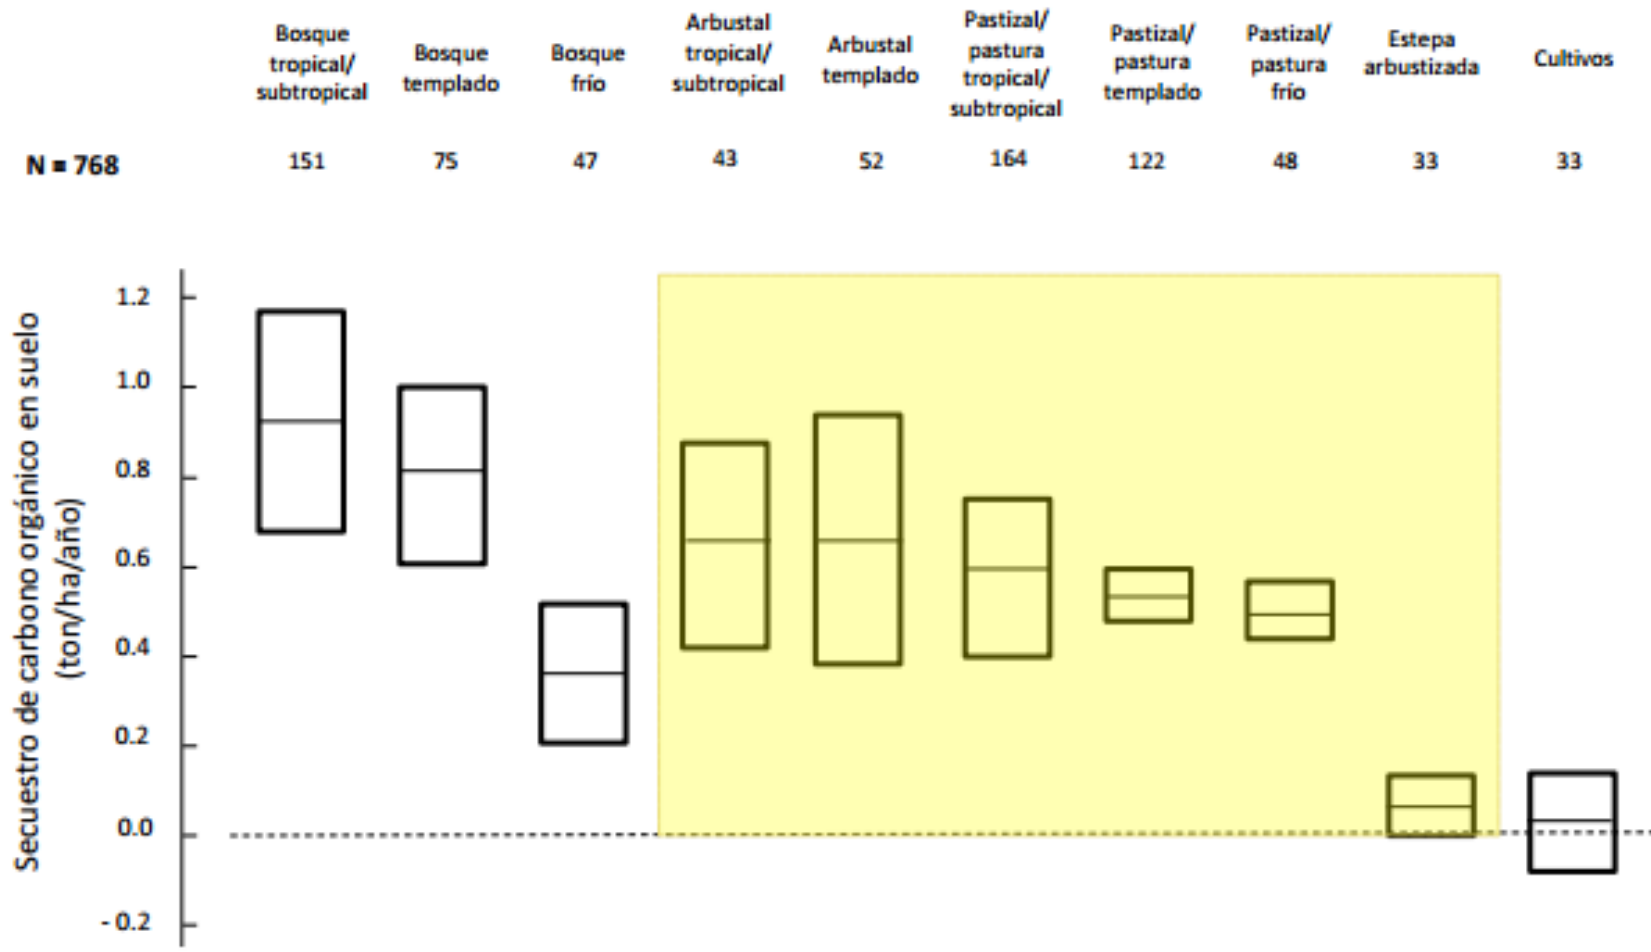 Bosque
tropical/
subtropical
Bosque
templado
Bosque
frío
Arbustal
tropical/
subtropical
Arbustal
templado
Pastizal/
pastura
tropical/
subtropical
Pastizal/
pastura
templado
Pastizal/
pastura
frío
Estepa
arbustizada
Cultivos
N = 768
151
75
47
43
52
164
122
48
33
33
Secuestro de carbono orgánico en suelo
(ton/ha/año)
1.2
1.0
0.8
0.6
0.4
0.2
0.0
- 0.2